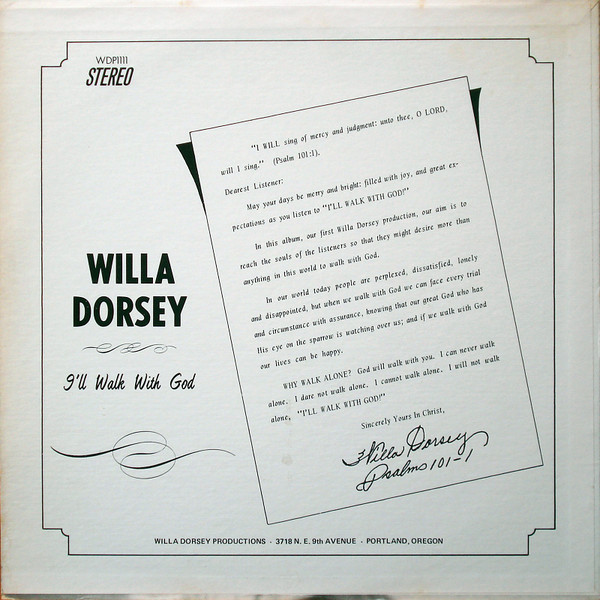 WDP1111
STEREO
"I WILL sing of mercy and judgment: unto thee, O LORD,
will I sing." (Psalm 101:1).
Dearest Listener:
May your days be merry and bright: filled with joy, and great ex-
pectations as you listen to "I'LL WALK WITH GOD!"
In this album, our first Willa Dorsey production, our aim is to
reach the souls of the listeners so that they might desire more than
anything in this world to walk with God.
In our world today people are perplexed, dissatisfied, lonely
and disappointed, but when we walk with God we can face every trial
and circumstance with assurance, knowing that our great God who has
His eye on the sparrow is watching over us; and if we walk with God
our lives can be happy.
WHY WALK ALONE? God will walk with you. I can never walk
alone. I dare not walk alone. I cannot walk alone. I will not walk
alone, "I'LL WALK WITH GOD!"
Sincerely Yours In Christ,
Willa Dorsey
Psalms 101-1
WILLA
DORSEY
I'll Walk With God
WILLA DORSEY PRODUCTIONS - 3718 N. E. 9th AVENUE - PORTLAND, OREGON